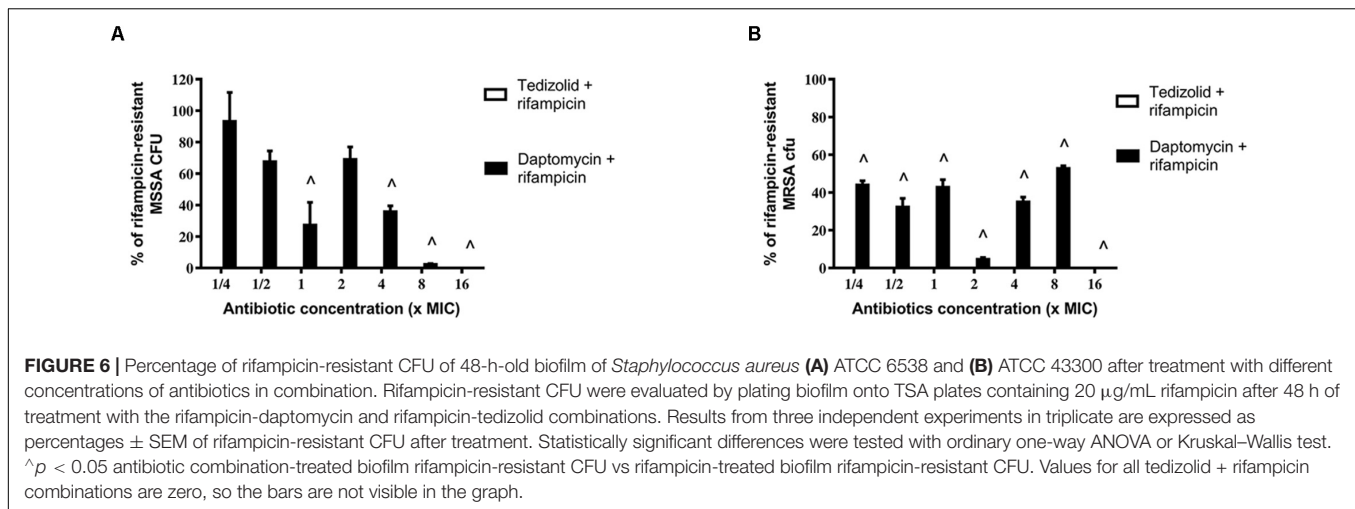 A
% of rifampicin-resistant
MSSA CFU
120
100
80
60
40
20
0
^
^
^
^
1/4 1/2 1 2 4 8 16
Antibiotic concentration (x MIC)
Tedizolid +
rifampicin
Daptomycin +
rifampicin
B
% of rifampicin-resistant
MRSA cfu
100
80
60
40
20
0
^
^
^
^
^
^
^
1/4 1/2 1 2 4 8 16
Antibiotics concentration (x MIC)
Tedizolid +
rifampicin
Daptomycin +
rifampicin
FIGURE 6 | Percentage of rifampicin-resistant CFU of 48-h-old biofilm of Staphylococcus aureus (A) ATCC 6538 and (B) ATCC 43300 after treatment with different
concentrations of antibiotics in combination. Rifampicin-resistant CFU were evaluated by plating biofilm onto TSA plates containing 20 μg/mL rifampicin after 48 h of
treatment with the rifampicin-daptomycin and rifampicin-tedizolid combinations. Results from three independent experiments in triplicate are expressed as
percentages ± SEM of rifampicin-resistant CFU after treatment. Statistically significant differences were tested with ordinary one-way ANOVA or Kruskal–Wallis test.
^p < 0.05 antibiotic combination-treated biofilm rifampicin-resistant CFU vs rifampicin-treated biofilm rifampicin-resistant CFU. Values for all tedizolid + rifampicin
combinations are zero, so the bars are not visible in the graph.